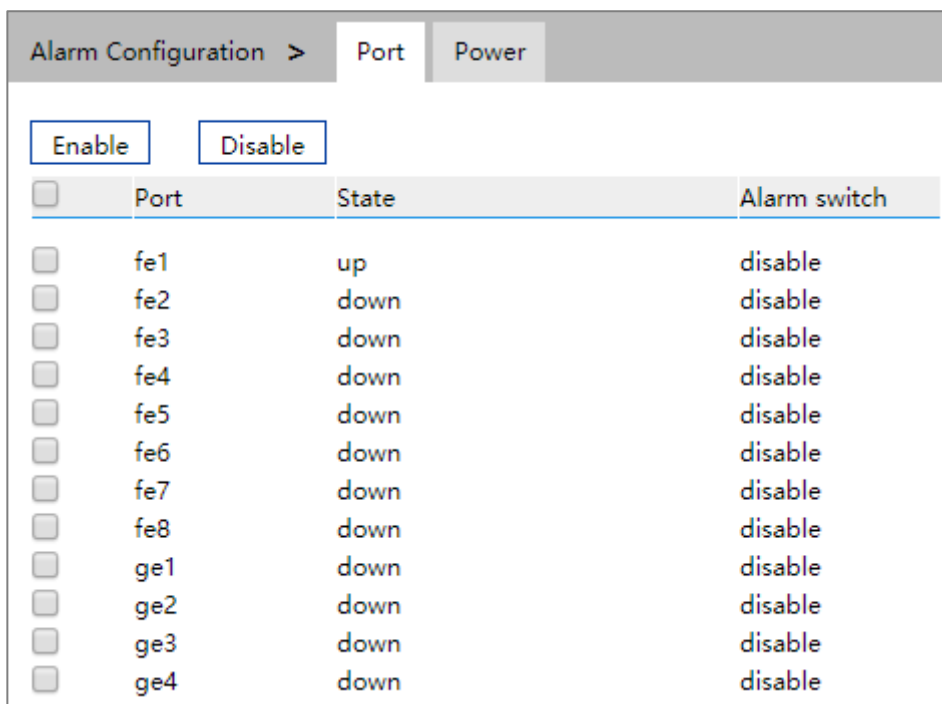 Alarm Configuration > Port Power
Enable Disable
Port State Alarm switch
fe1 up disable
fe2 down disable
fe3 down disable
fe4 down disable
fe5 down disable
fe6 down disable
fe7 down disable
fe8 down disable
ge1 down disable
ge2 down disable
ge3 down disable
ge4 down disable